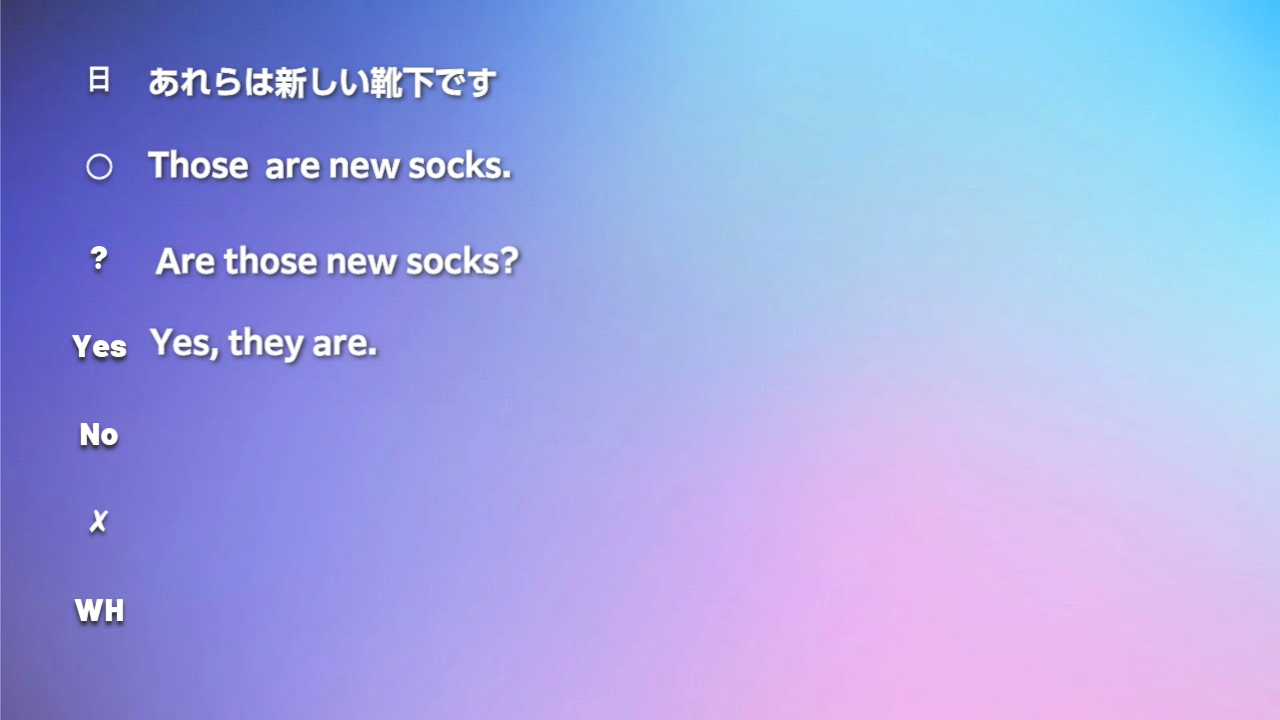 日 あれらは新しい靴下です
○ Those are new socks.
? Are those new socks?
Yes Yes, they are.
No
✗
WH